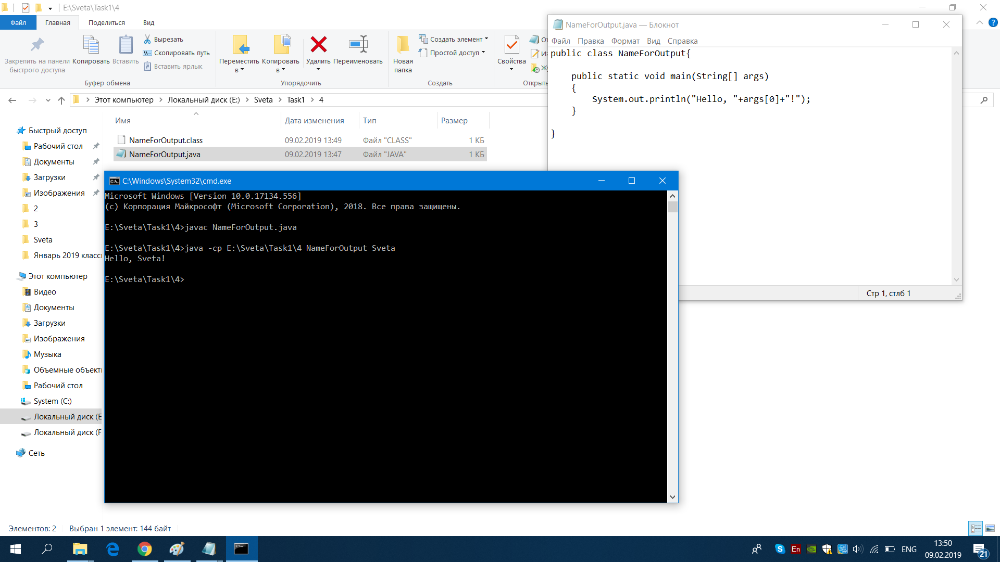 E:\Sveta\Task1\4
Файл Главная Поделиться Вид
Закрепить на панели быстрого доступа
Копировать
Вставить
Вырезать
Скопировать путь
Вставить ярлык
Буфер обмена
Переместить в
Копировать в
Удалить
Переименовать
Упорядочить
Новая папка
Создать элемент
Простой доступ
Создать
Свойства
Открыть
Этот компьютер Локальный диск (E:) Sveta Task1 4
Имя Дата изменения Тип Размер
NameForOutput.class 09.02.2019 13:49 Файл "CLASS" 1 КБ
NameForOutput.java 09.02.2019 13:47 Файл "JAVA" 1 КБ
Быстрый доступ
Рабочий стол
Документы
Загрузки
Изображения
2
3
Sveta
Январь 2019 класс
Этот компьютер
Видео
Документы
Загрузки
Изображения
Музыка
Объемные объект
Рабочий стол
System (C:)
Локальный диск (E
Локальный диск (F
Сеть
Элементов: 2 Выбран 1 элемент: 144 байт
NameForOutput.java — Блокнот
Файл Правка Формат Вид Справка
public class NameForOutput{
public static void main(String[] args)
{
System.out.println("Hello, "+args[0]+"!");
}
}
Стр 1, стлб 1
C:\Windows\System32\cmd.exe
Microsoft Windows [Version 10.0.17134.556]
(c) Корпорация Майкрософт (Microsoft Corporation), 2018. Все права защищены.
E:\Sveta\Task1\4>javac NameForOutput.java
E:\Sveta\Task1\4>java -cp E:\Sveta\Task1\4 NameForOutput Sveta
Hello, Sveta!
E:\Sveta\Task1\4>
En
ENG
13:50
09.02.2019
21